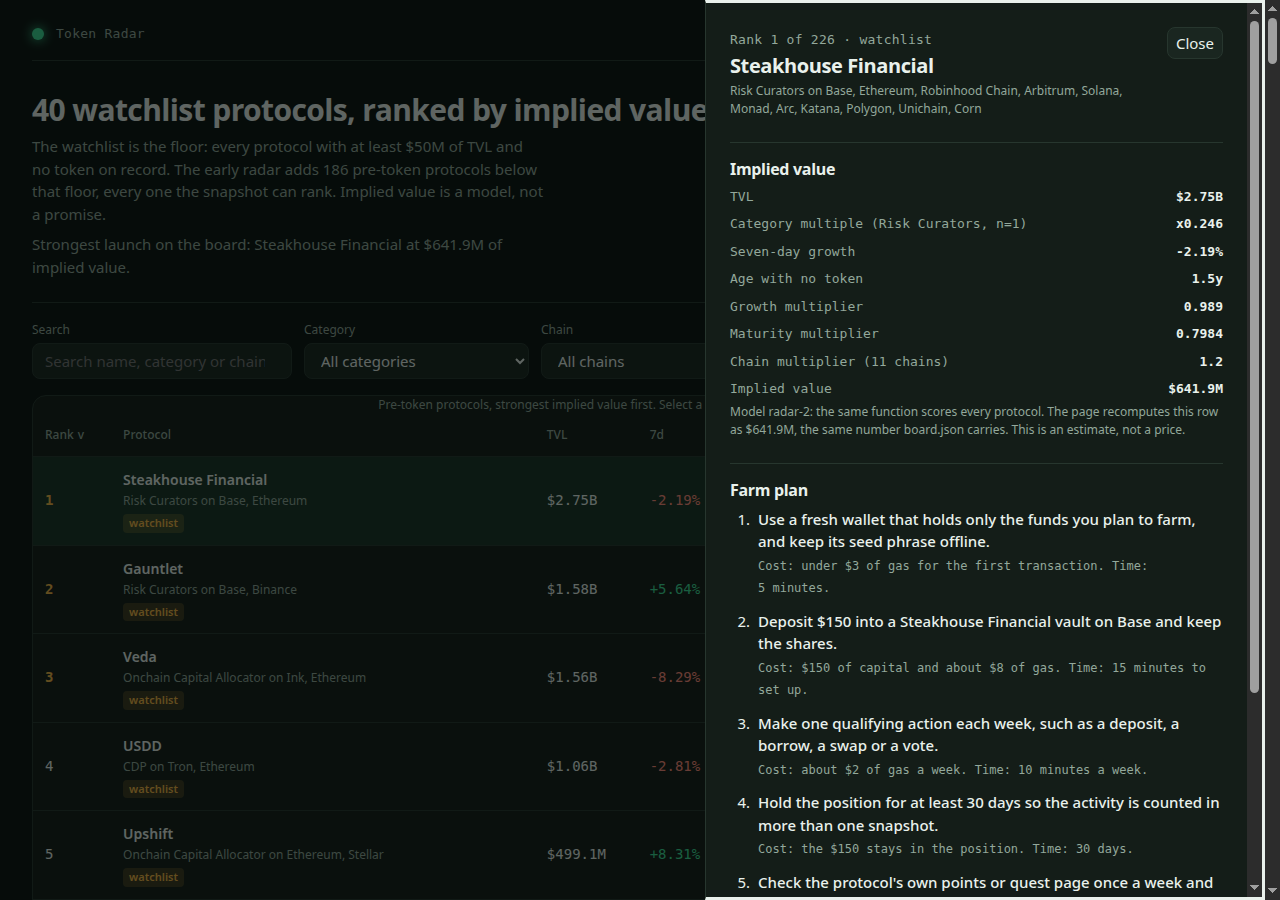 Token Radar
40 watchlist protocols, ranked by implied value
The watchlist is the floor: every protocol with at least $50M of TVL and
no token on record. The early radar adds 186 pre-token protocols below
that floor, every one the snapshot can rank. Implied value is a model, not
a promise.
Strongest launch on the board: Steakhouse Financial at $641.9M of
implied value.
Search
Category
Chain
Search name, category or chain
All categories
All chains
Pre-token protocols, strongest implied value first. Select a
Rank v
Protocol
TVL
7d
1
Steakhouse Financial
Risk Curators on Base, Ethereum
watchlist
$2.75B
-2.19%
2
Gauntlet
Risk Curators on Base, Binance
watchlist
$1.58B
+5.64%
3
Veda
Onchain Capital Allocator on Ink, Ethereum
watchlist
$1.56B
-8.29%
4
USDD
CDP on Tron, Ethereum
watchlist
$1.06B
-2.81%
5
Upshift
Onchain Capital Allocator on Ethereum, Stellar
watchlist
$499.1M
+8.31%
Rank 1 of 226 · watchlist
Close
Steakhouse Financial
Risk Curators on Base, Ethereum, Robinhood Chain, Arbitrum, Solana,
Monad, Arc, Katana, Polygon, Unichain, Corn
Implied value
TVL $2.75B
Category multiple (Risk Curators, n=1) x0.246
Seven-day growth -2.19%
Age with no token 1.5y
Growth multiplier 0.989
Maturity multiplier 0.7984
Chain multiplier (11 chains) 1.2
Implied value $641.9M
Model radar-2: the same function scores every protocol. The page recomputes this row
as $641.9M, the same number board.json carries. This is an estimate, not a price.
Farm plan
1. Use a fresh wallet that holds only the funds you plan to farm,
and keep its seed phrase offline.
Cost: under $3 of gas for the first transaction. Time:
5 minutes.
2. Deposit $150 into a Steakhouse Financial vault on Base and keep
the shares.
Cost: $150 of capital and about $8 of gas. Time: 15 minutes to
set up.
3. Make one qualifying action each week, such as a deposit, a
borrow, a swap or a vote.
Cost: about $2 of gas a week. Time: 10 minutes a week.
4. Hold the position for at least 30 days so the activity is counted in
more than one snapshot.
Cost: the $150 stays in the position. Time: 30 days.
5. Check the protocol's own points or quest page once a week and